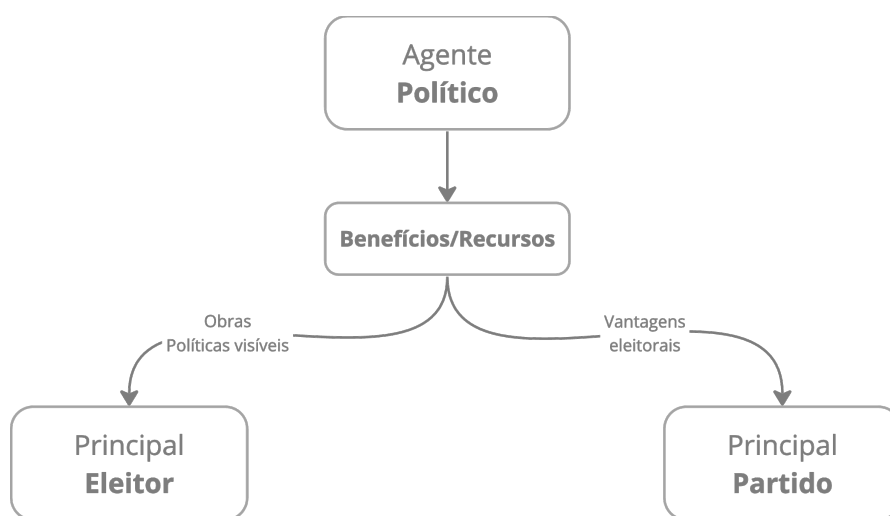 Agente
Político
Benefícios/Recursos
Obras
Políticas visíveis
Vantagens
eleitorais
Principal
Eleitor
Principal
Partido